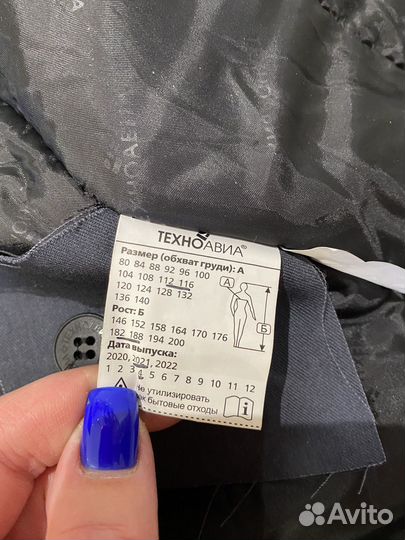 ТЕХНОАВИА®
Размер (обхват груди): А
80 84 88 92 96 100
104 108 112 116
120 124 128 132
136 140
Рост: Б
146 152 158 164 170 176
182 188 194 200
Дата выпуска:
2020, 2021, 2022
1 2 3 4 5 6 7 8 9 10 11 12
Не утилизировать
как бытовые отходы
А
Б
i
Avito